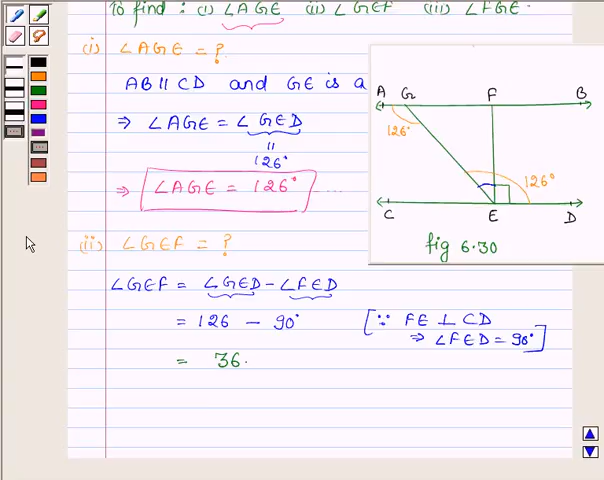 To find : (i) ∠AGE (ii) ∠GEF (iii) ∠FGE.
(i) ∠AGE = ?
AB ∥ CD and GE is a
⇒ ∠AGE = ∠GED
"
126°
⇒ ∠AGE = 126° ....
(ii) ∠GEF = ?
∠GEF = ∠GED - ∠FED
= 126 - 90° [∵ FE ⊥ CD
⇒ ∠FED = 90°]
= 36.
A G F B
126°
126°
C E D
fig 6.30